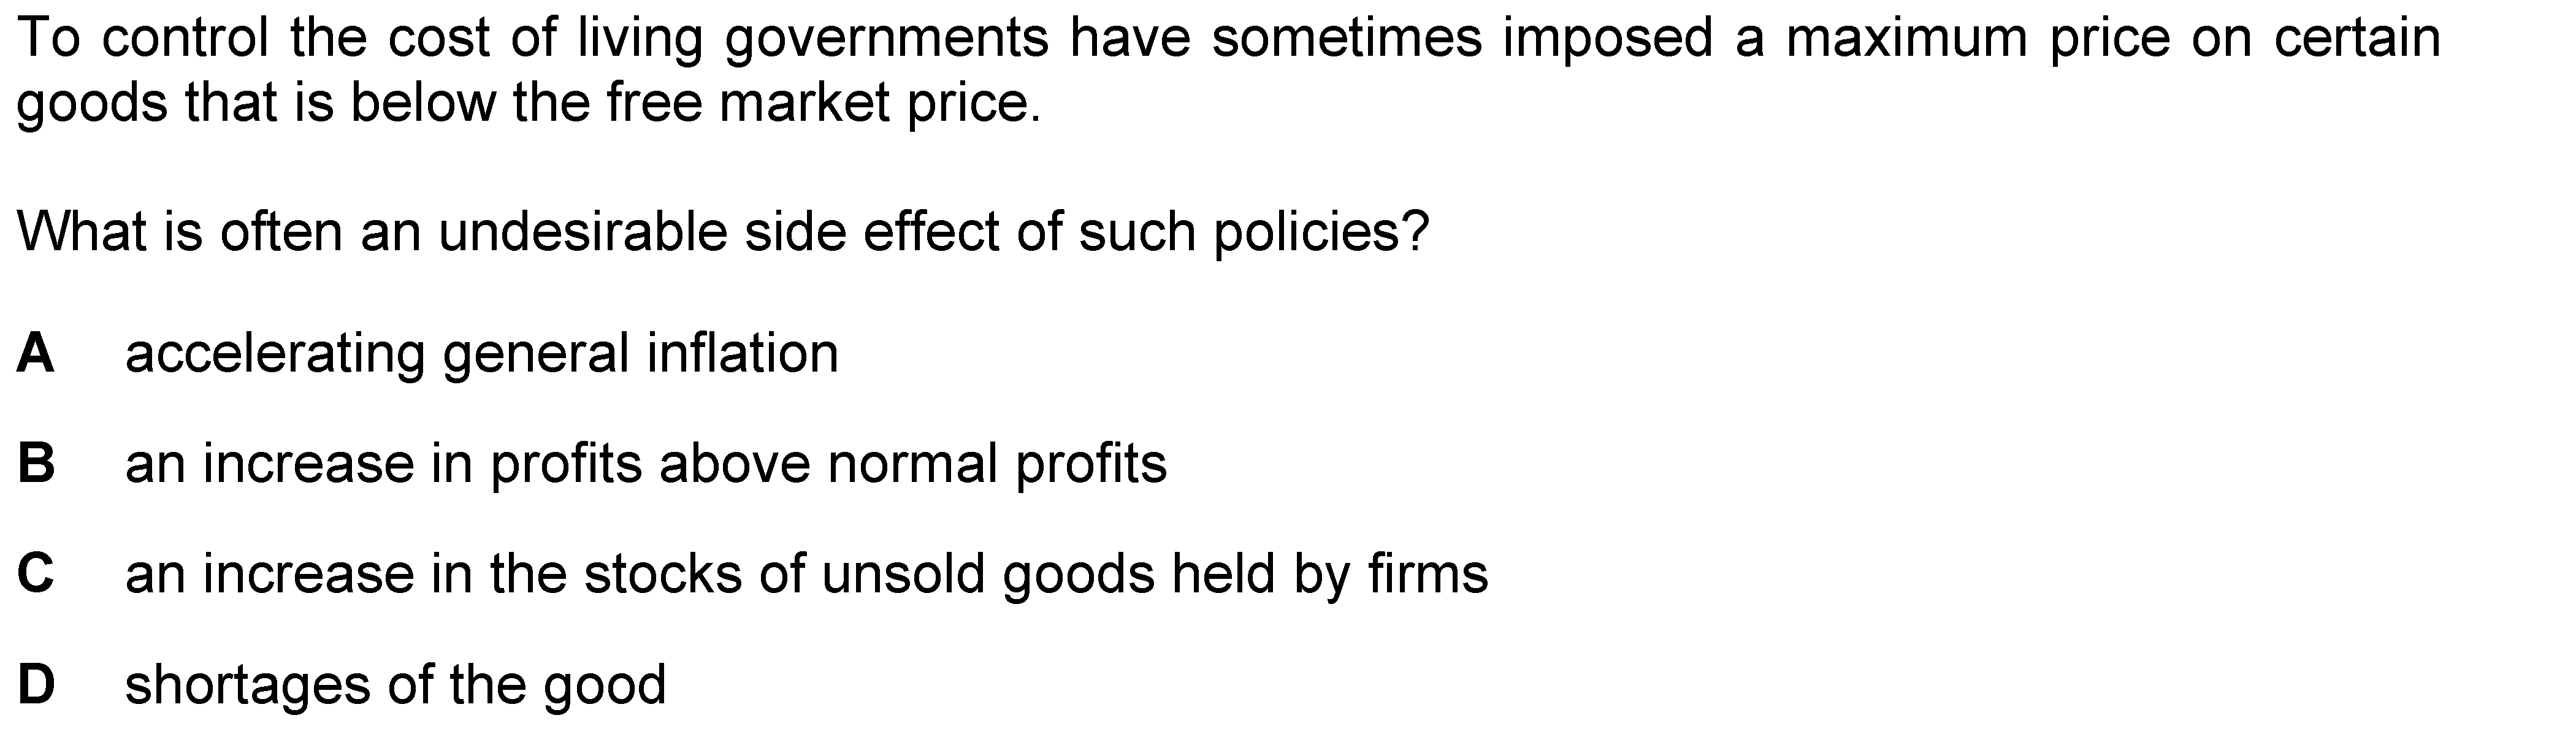 To control the cost of living governments have sometimes imposed a maximum price on certain
goods that is below the free market price.
What is often an undesirable side effect of such policies?
A accelerating general inflation
B an increase in profits above normal profits
C an increase in the stocks of unsold goods held by firms
D shortages of the good